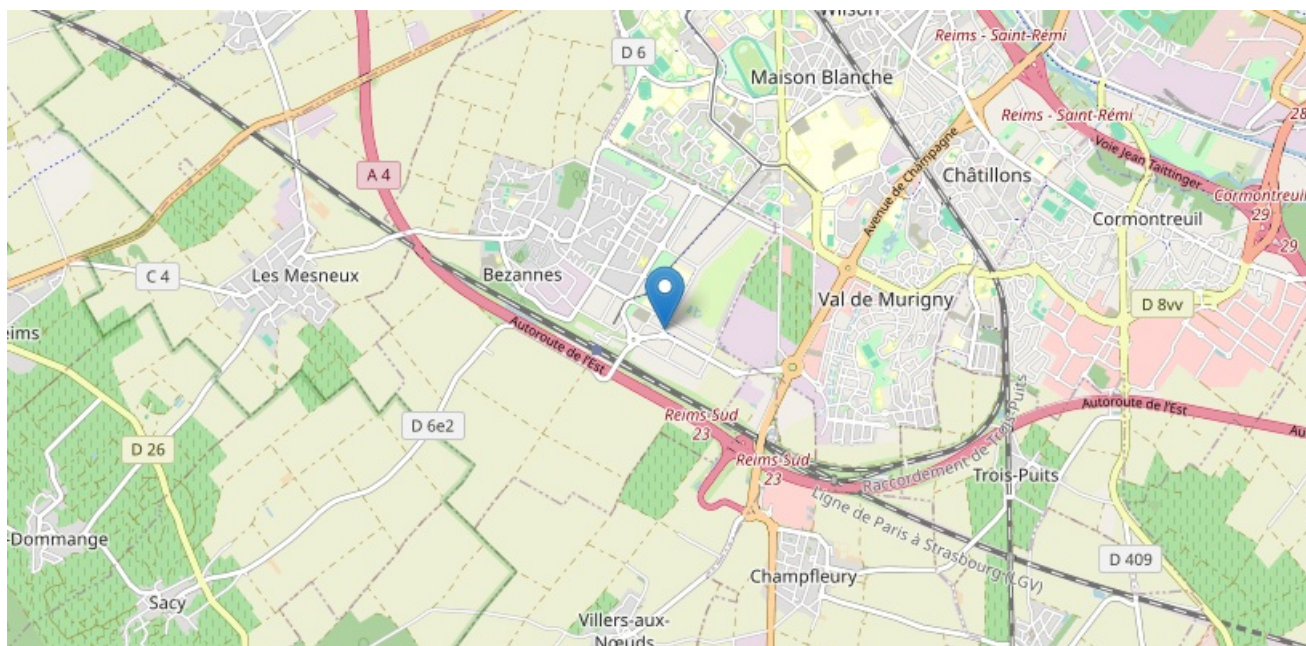 Wilson
Reims - Saint-Rémi
D 6
Maison Blanche
28
Reims - Saint-Rémi
Voie Jean Taittinger
Avenue de Champagne
A 4
Châtillons
Cormontreuil
29
Cormontreuil
29
C 4
Les Mesneux
Bezannes
Val de Murigny
D 8vv
eims
Autoroute de l'Est
Autoroute de l'Est
Au
Reims-Sud
23
D 6e2
D 26
Reims-Sud
23
Raccordement de Trois-Puits
Trois-Puits
Ligne de Paris à Strasbourg (LGV)
-Dommange
D 409
Champfleury
Sacy
Villers-aux-
Nœuds